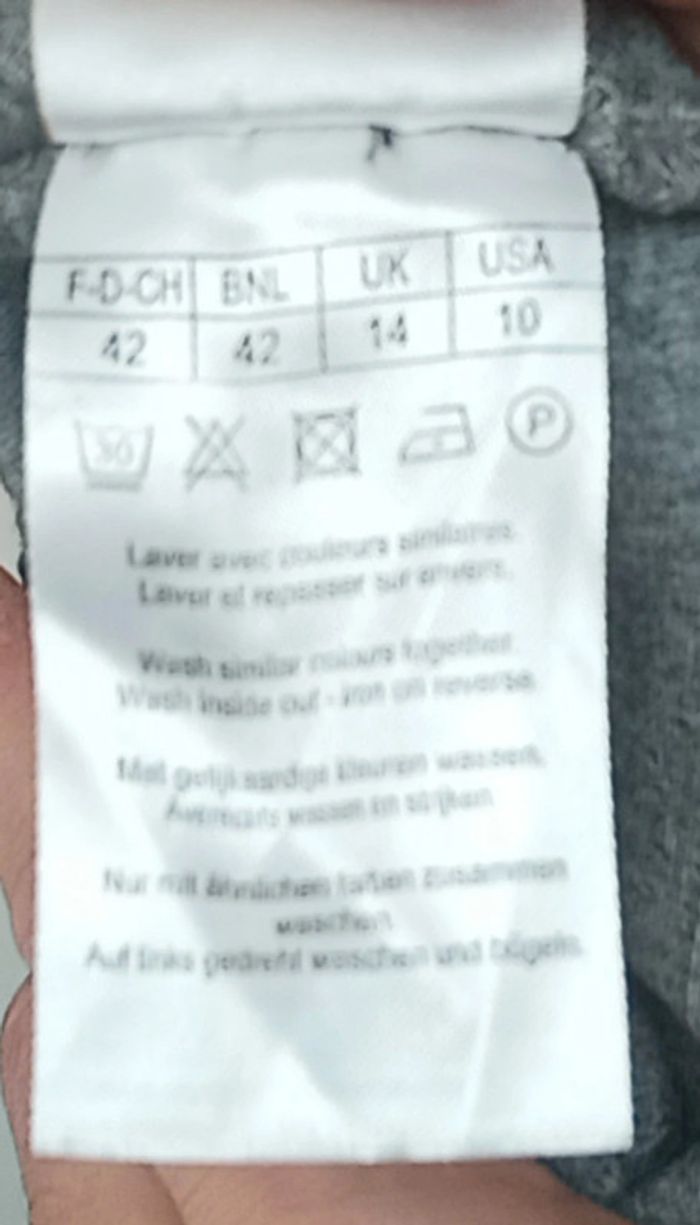 F-D-CH BNL UK USA
42 42 14 10
30
P
Laver avec couleurs similaires.
Laver et repasser sur envers.
Wash similar colours together.
Wash inside out - iron on reverse.
Met gelijkaardige kleuren wassen.
Averechts wassen en strijken
Nur mit ähnlichen Farben zusammen
waschen.
Auf links gedreht waschen und bügeln.